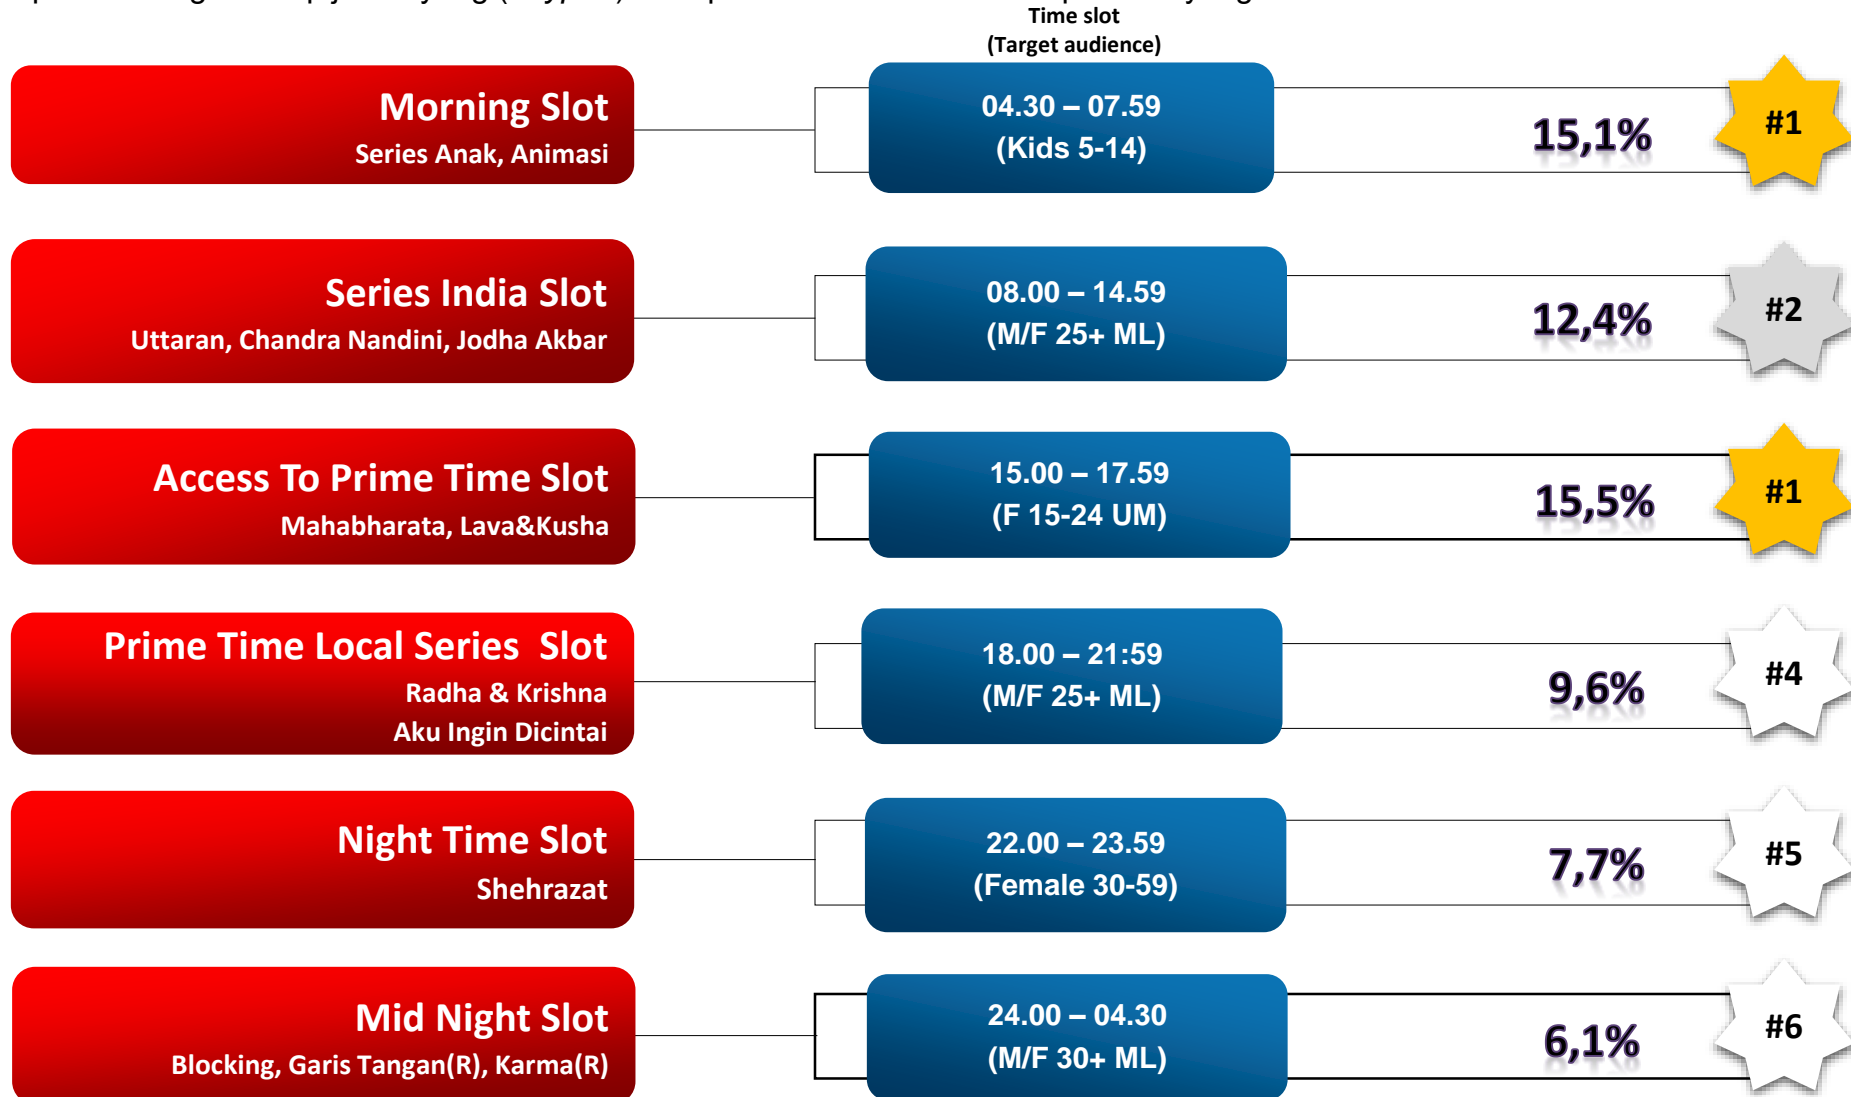 Time slot
(Target audience)
Morning Slot
Series Anak, Animasi
04.30 – 07.59
(Kids 5-14)
15,1%
#1
Series India Slot
Uttaran, Chandra Nandini, Jodha Akbar
08.00 – 14.59
(M/F 25+ ML)
12,4%
#2
Access To Prime Time Slot
Mahabharata, Lava&Kusha
15.00 – 17.59
(F 15-24 UM)
15,5%
#1
Prime Time Local Series  Slot
Radha & Krishna
Aku Ingin Dicintai
18.00 – 21:59
(M/F 25+ ML)
9,6%
#4
Night Time Slot
Shehrazat
22.00 – 23.59
(Female 30-59)
7,7%
#5
Mid Night Slot
Blocking, Garis Tangan(R), Karma(R)
24.00 – 04.30
(M/F 30+ ML)
6,1%
#6